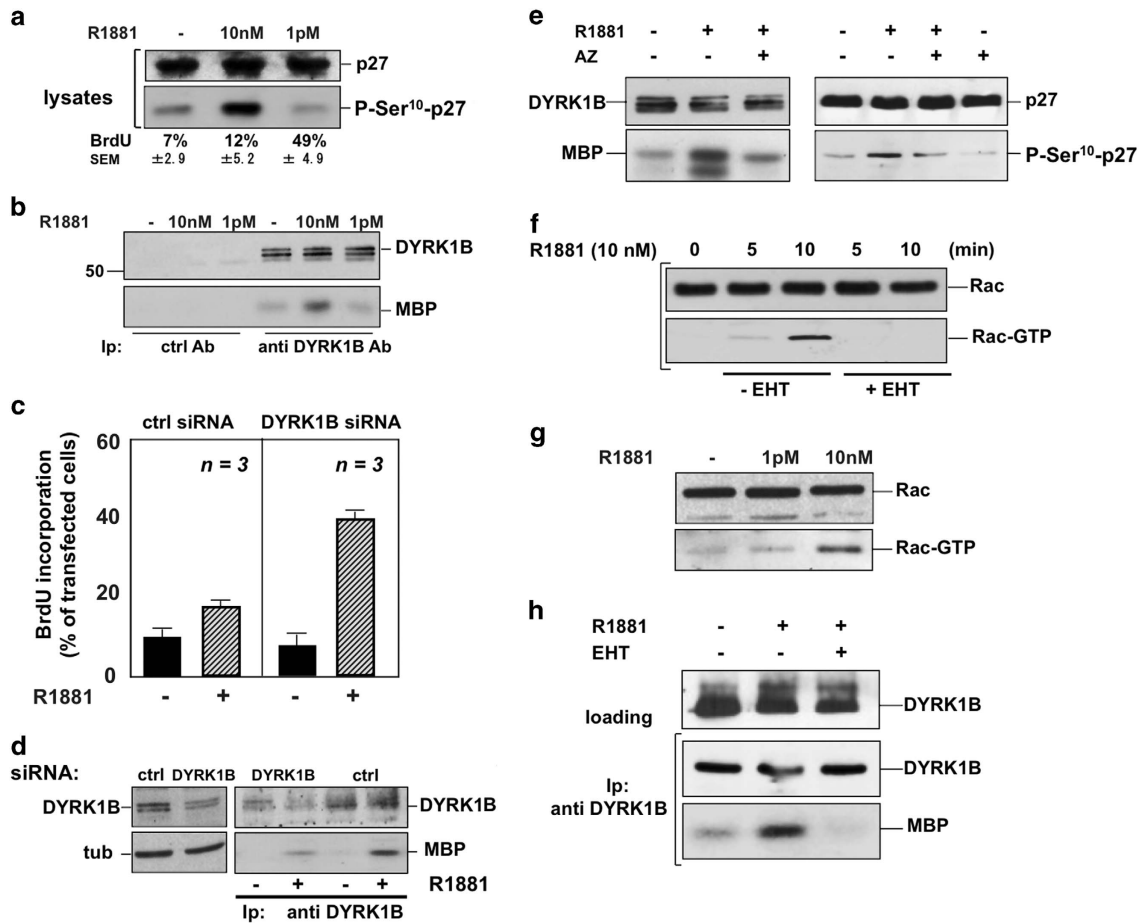 a
R1881 - 10nM 1pM
p27
lysates
P-Ser10-p27
BrdU 7% 12% 49%
SEM ±2.9 ±5.2 ± 4.9
b
R1881 - 10nM 1pM - 10nM 1pM
DYRK1B
50
MBP
Ip: ctrl Ab anti DYRK1B Ab
c
ctrl siRNA DYRK1B siRNA
BrdU incorporation
(% of transfected cells)
60
40
20
0
n = 3 n = 3
R1881 - + - +
d
siRNA: ctrl DYRK1B DYRK1B ctrl
DYRK1B DYRK1B
tub MBP
- + - + R1881
Ip: anti DYRK1B
e
R1881 - + + - + + -
AZ - - + - - + +
DYRK1B p27
MBP P-Ser10-p27
f
R1881 (10 nM) 0 5 10 5 10 (min)
Rac
Rac-GTP
- EHT + EHT
g
R1881 - 1pM 10nM
Rac
Rac-GTP
h
R1881 - + +
EHT - - +
loading DYRK1B
DYRK1B
Ip:
anti DYRK1B
MBP